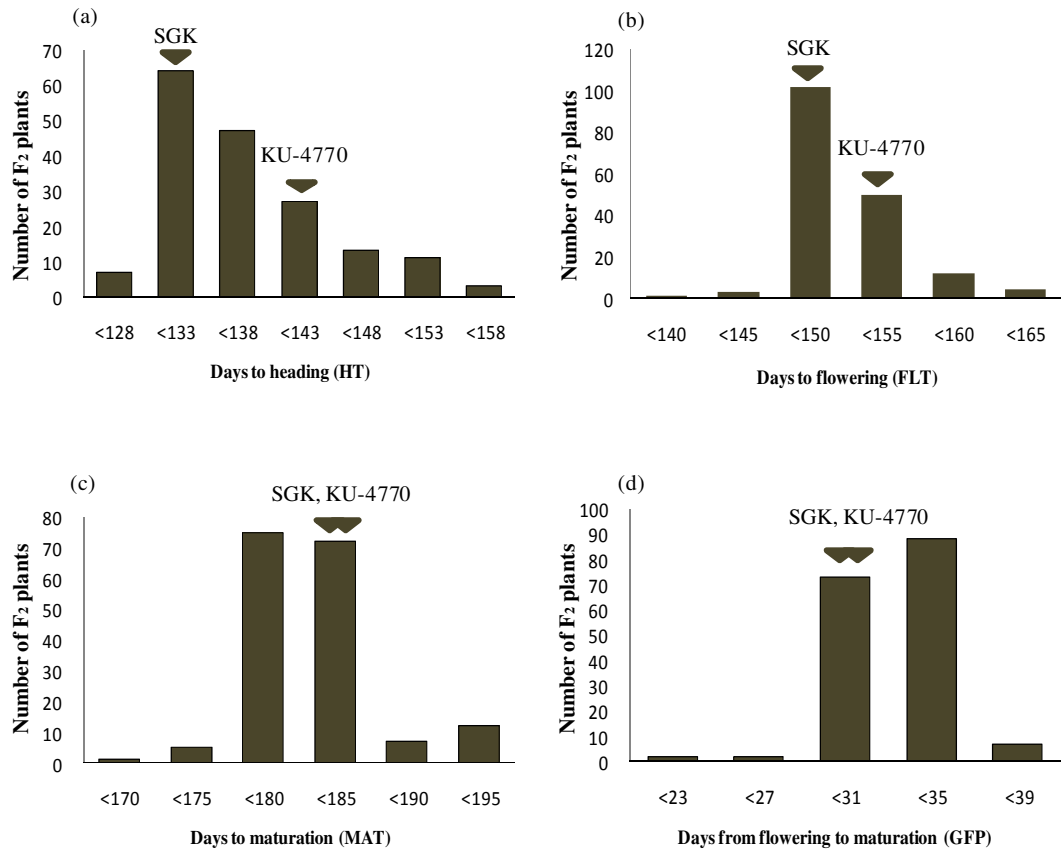 (a)
SGK
KU-4770
Number of F₂ plants
70
60
50
40
30
20
10
0
<128 <133 <138 <143 <148 <153 <158
Days to heading (HT)
(b)
SGK
KU-4770
Number of F₂ plants
120
100
80
60
40
20
0
<140 <145 <150 <155 <160 <165
Days to flowering (FLT)
(c)
SGK, KU-4770
Number of F₂ plants
80
70
60
50
40
30
20
10
0
<170 <175 <180 <185 <190 <195
Days to maturation (MAT)
(d)
SGK, KU-4770
Number of F₂ plants
100
90
80
70
60
50
40
30
20
10
0
<23 <27 <31 <35 <39
Days from flowering to maturation (GFP)